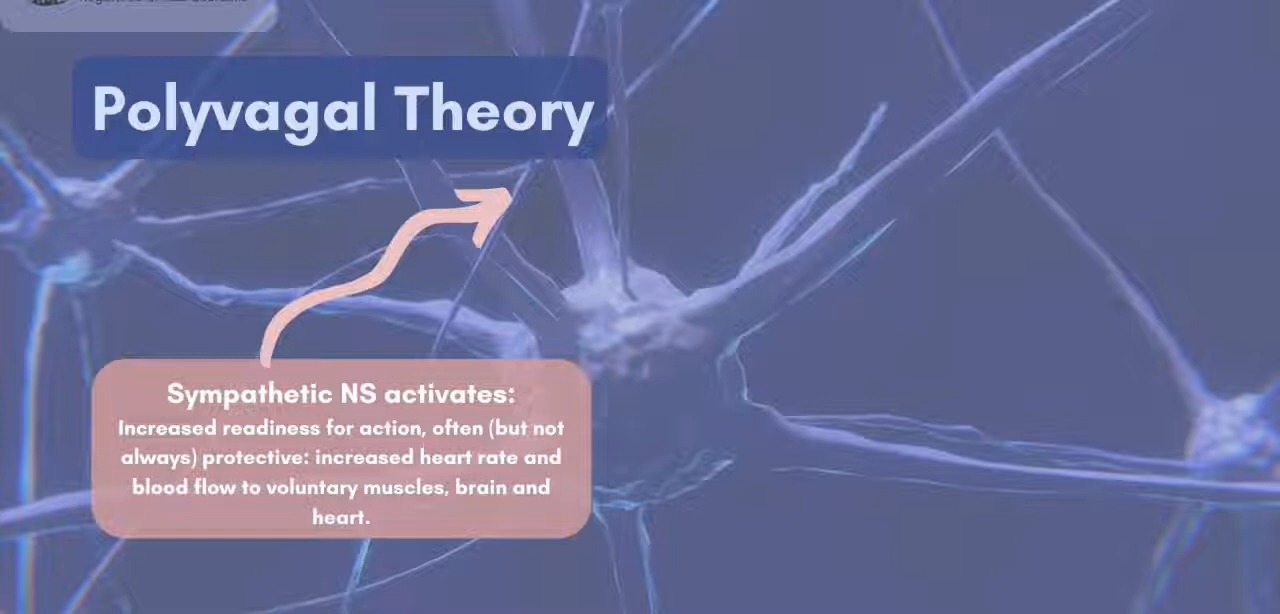 Polyvagal Theory
Sympathetic NS activates:
Increased readiness for action, often (but not
always) protective: increased heart rate and
blood flow to voluntary muscles, brain and
heart.